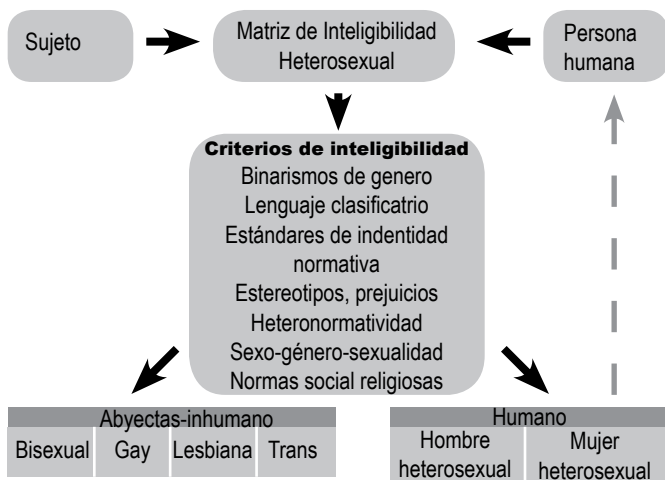 Sujeto
Matriz de Inteligibilidad
Heterosexual
Persona
humana
Criterios de inteligibilidad
Binarismos de genero
Lenguaje clasificatrio
Estándares de indentidad
normativa
Estereotipos, prejuicios
Heteronormatividad
Sexo-género-sexualidad
Normas social religiosas
Abyectas-inhumano
Bisexual
Gay
Lesbiana
Trans
Humano
Hombre
heterosexual
Mujer
heterosexual